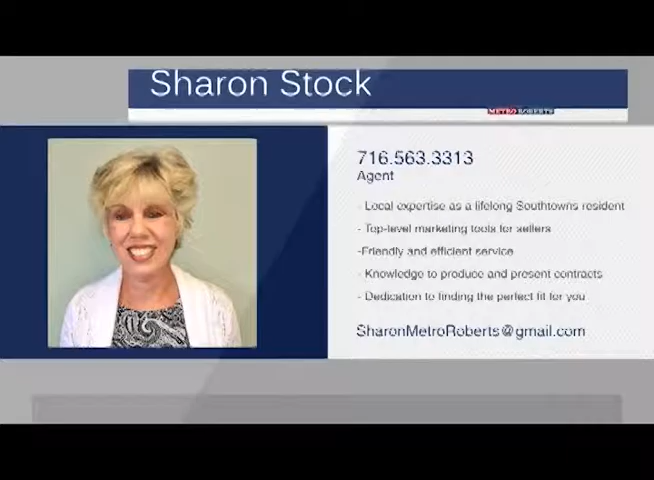 Sharon Stock
METRO ROBERTS
716.563.3313
Agent
- Local expertise as a lifelong Southtowns resident
- Top-level marketing tools for sellers
-Friendly and efficient service
- Knowledge to produce and present contracts
- Dedication to finding the perfect fit for you
SharonMetroRoberts@gmail.com